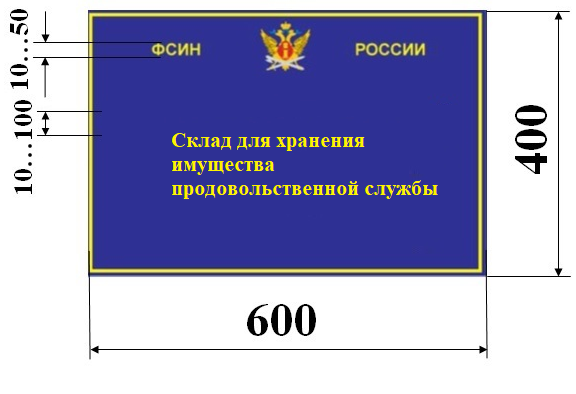 10...50
ФСИН РОССИИ
10...100
Склад для хранения
имущества
продовольственной службы
400
600